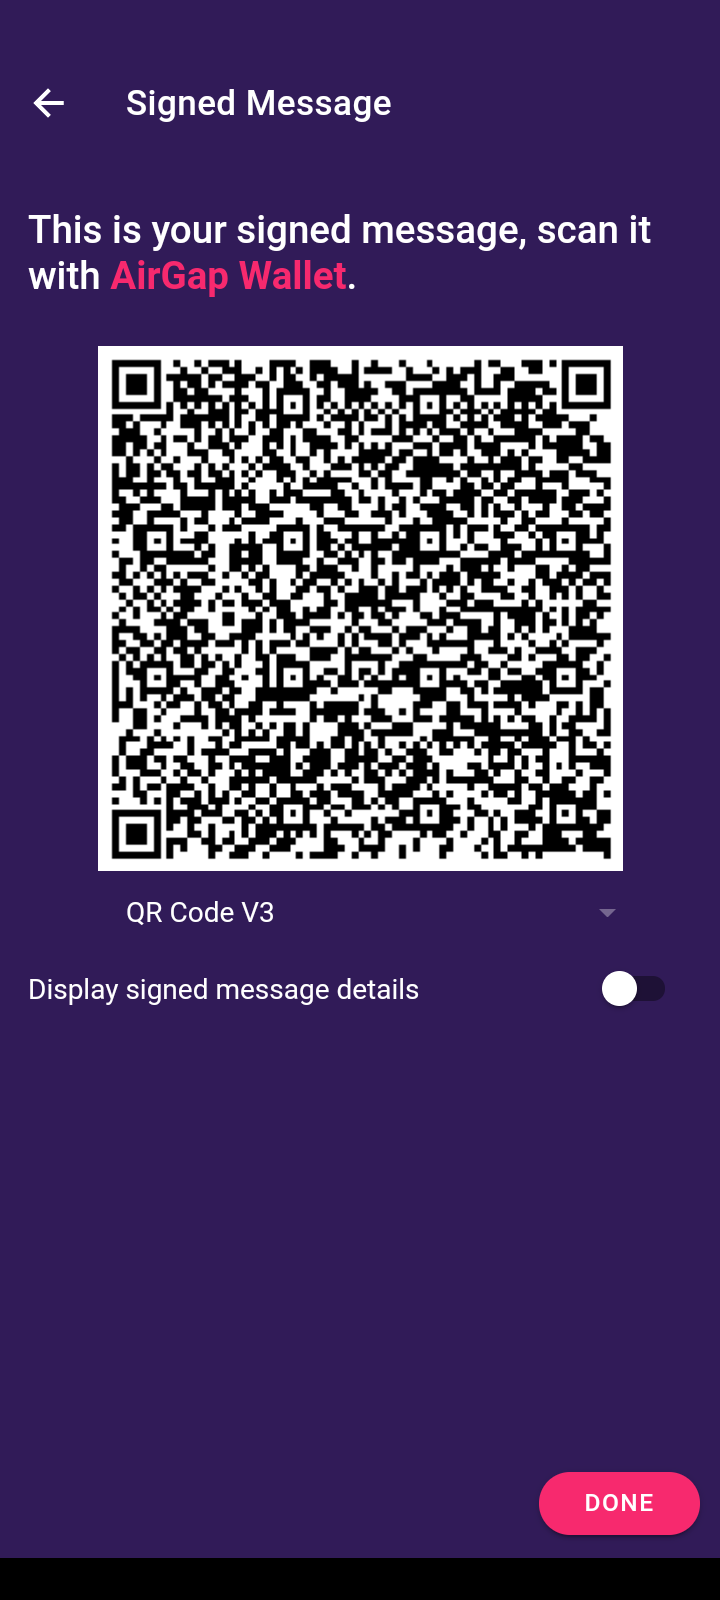 Signed Message
This is your signed message, scan it
with AirGap Wallet.
QR Code V3
Display signed message details
DONE